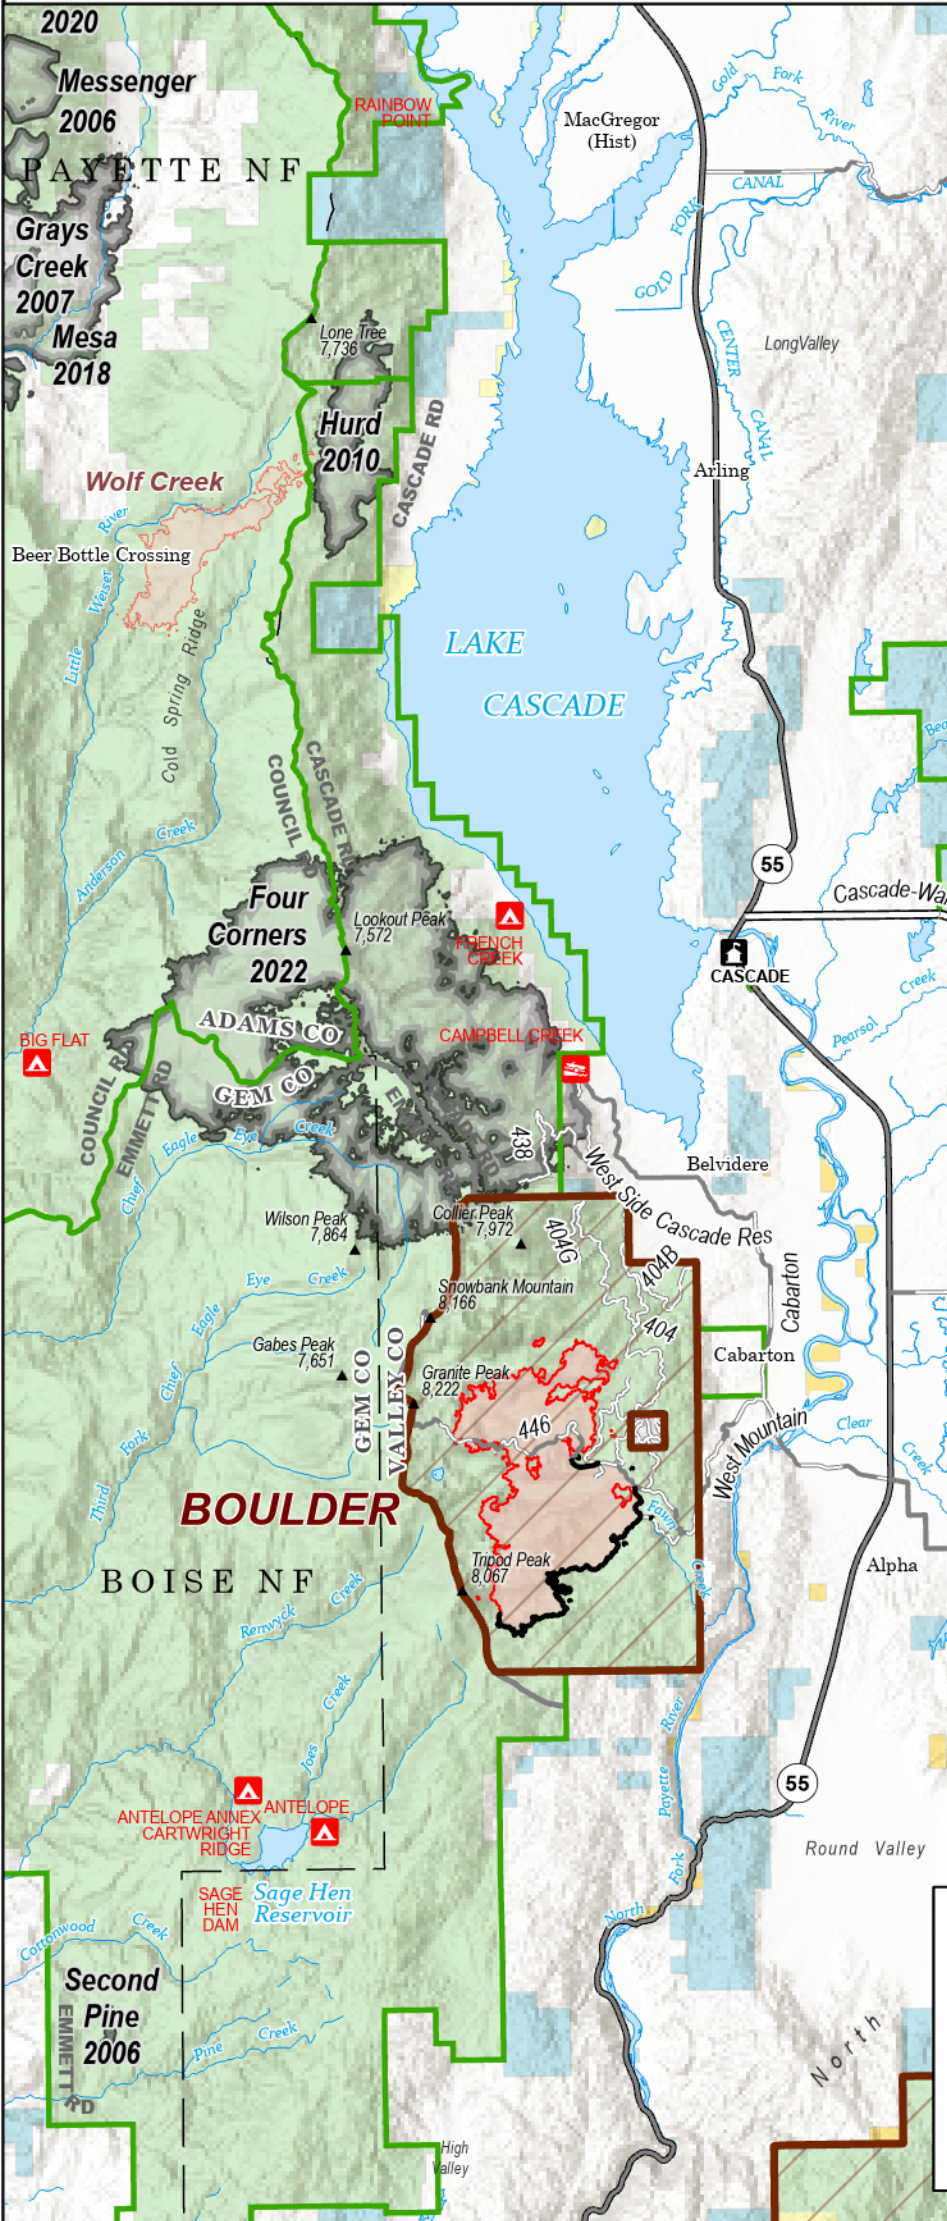 2020
Messenger
2006
PAYETTE NF
RAINBOW
POINT
MacGregor
(Hist)
Gold
Fork
River
CANAL
FORK
GOLD
Grays
Creek
2007
Mesa
2018
Lone Tree
7,736
CENTER
CANAL
LongValley
Hurd
2010
CASCADE RD
Arling
Wolf Creek
River
Beer Bottle Crossing
Weiser
Little
Cold Spring Ridge
LAKE
CASCADE
Bea
CASCADE RD
COUNCIL
Creek
Anderson
55
Cascade-Wa
Four
Corners
2022
Lookout Peak
7,572
FRENCH
CREEK
CASCADE
Creek
Pearsol
ADAMS CO
GEM CO
CAMPBELL CREEK
BIG FLAT
COUNCIL RD
EMMETT RD
Creek
Eye
Eagle
Chief
438
West Side Cascade Res
Belvidere
Wilson Peak
7,864
Collier Peak
7,972
404G
404B
404
Cabarton
Eye
Creek
Eagle
Chief
Fork
Third
Snowbank Mountain
8,166
Gabes Peak
7,651
Granite Peak
8,222
GEM CO
VALLEY CO
446
Cabarton
West Mountain
Clear
Creek
BOULDER
Fawn
Creek
Tripod Peak
8,067
Alpha
BOISE NF
Renwyck
Creek
Joes
Creek
River
Payette
Fork
North
55
Round Valley
ANTELOPE ANNEX
ANTELOPE
CARTWRIGHT
RIDGE
SAGE
HEN
DAM
Sage Hen
Reservoir
Cottonwood
Creek
Second
Pine
2006
EMMETT RD
Pine
Creek
North
High
Valley